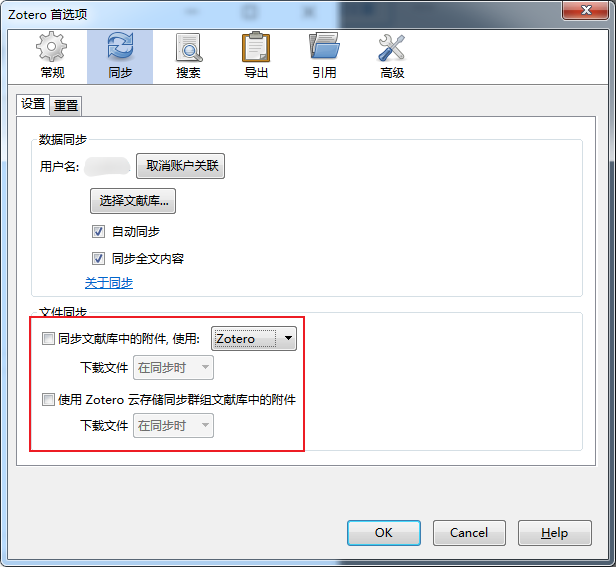 Zotero 首选项
常规 同步 搜索 导出 引用 高级
设置 重置
数据同步
用户名: 取消账户关联
选择文献库...
自动同步
同步全文内容
关于同步
文件同步
同步文献库中的附件, 使用: Zotero
下载文件 在同步时
使用 Zotero 云存储同步群组文献库中的附件
下载文件 在同步时
OK Cancel Help